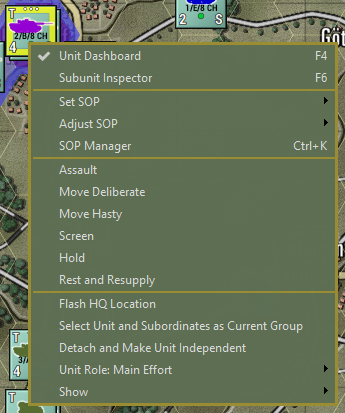 T
2/B/8 CH
4
1/E/8 CH
2 S
Göt
✓ Unit Dashboard F4
Subunit Inspector F6
Set SOP
Adjust SOP
SOP Manager Ctrl+K
Assault
Move Deliberate
Move Hasty
Screen
Hold
Rest and Resupply
Flash HQ Location
Select Unit and Subordinates as Current Group
Detach and Make Unit Independent
Unit Role: Main Effort
Show
T
3/
4
T
4